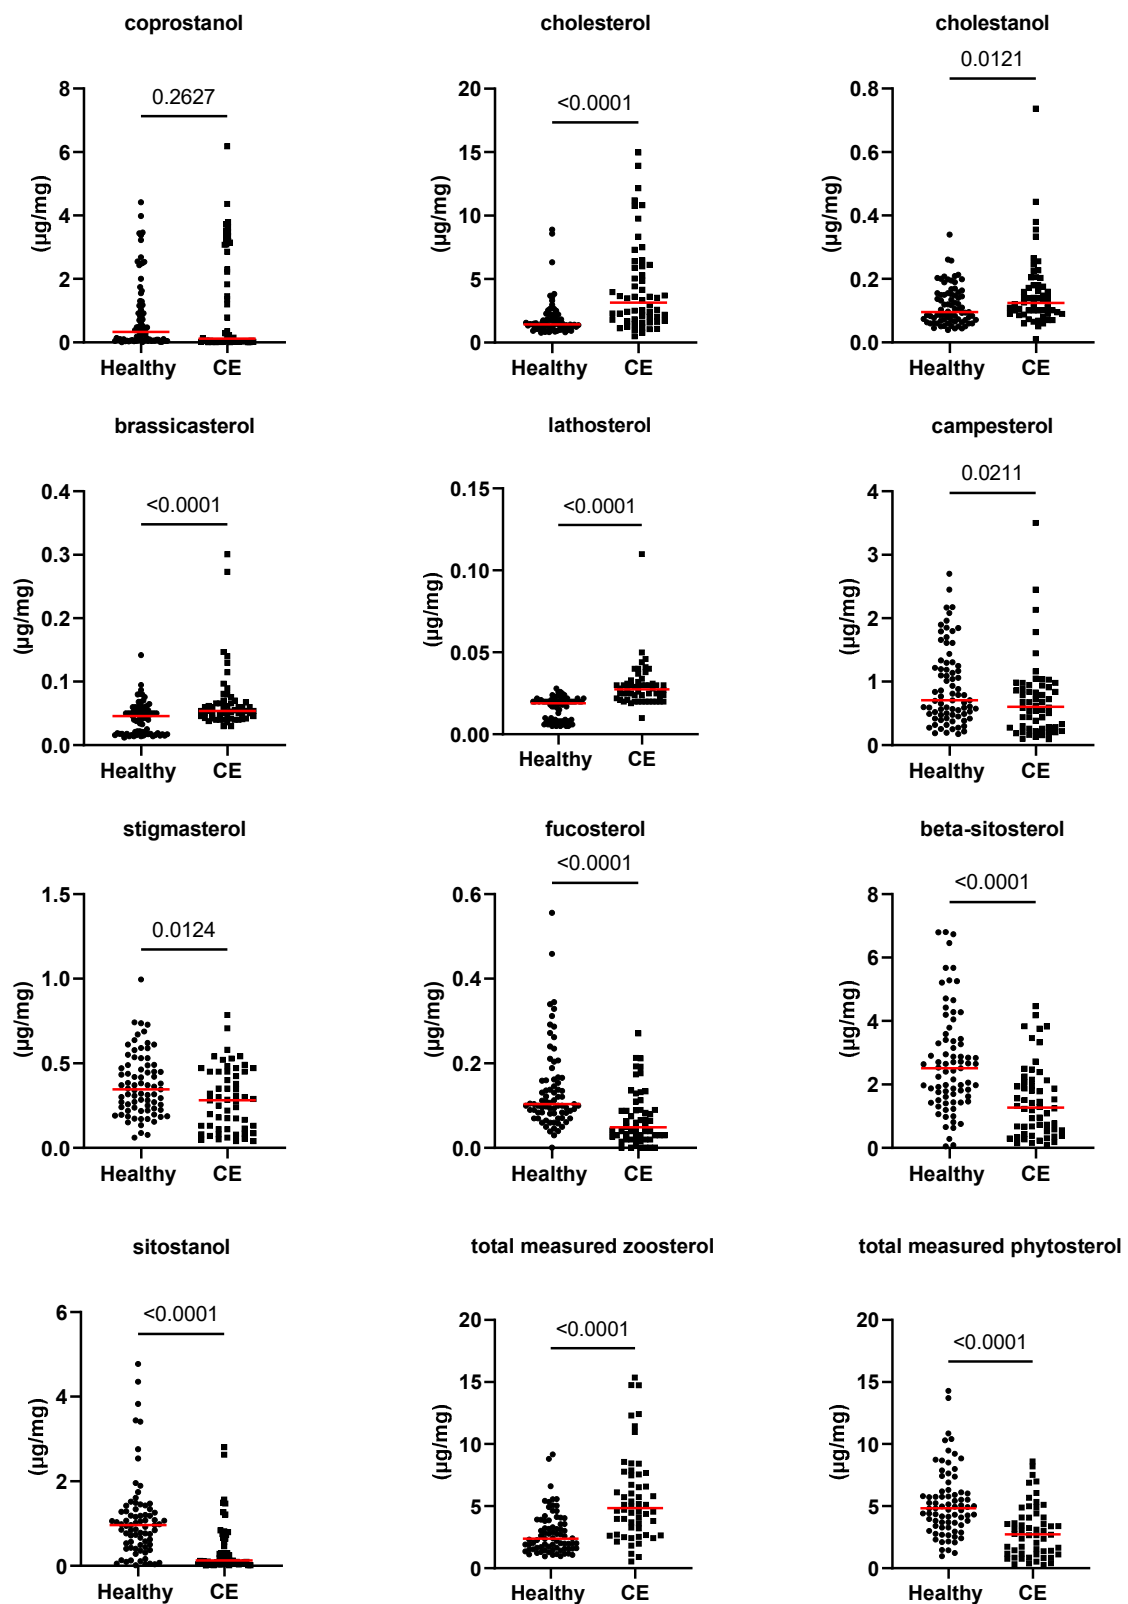 coprostanol
0.2627
8
6
4
2
0
(µg/mg)
Healthy CE
cholesterol
<0.0001
20
15
10
5
0
(µg/mg)
Healthy CE
cholestanol
0.0121
0.8
0.6
0.4
0.2
0.0
(µg/mg)
Healthy CE
brassicasterol
<0.0001
0.4
0.3
0.2
0.1
0.0
(µg/mg)
Healthy CE
lathosterol
<0.0001
0.15
0.10
0.05
0.00
(µg/mg)
Healthy CE
campesterol
0.0211
4
3
2
1
0
(µg/mg)
Healthy CE
stigmasterol
0.0124
1.5
1.0
0.5
0.0
(µg/mg)
Healthy CE
fucosterol
<0.0001
0.6
0.4
0.2
0.0
(µg/mg)
Healthy CE
beta-sitosterol
<0.0001
8
6
4
2
0
(µg/mg)
Healthy CE
sitostanol
<0.0001
6
4
2
0
(µg/mg)
Healthy CE
total measured zoosterol
<0.0001
20
15
10
5
0
(µg/mg)
Healthy CE
total measured phytosterol
<0.0001
20
15
10
5
0
(µg/mg)
Healthy CE